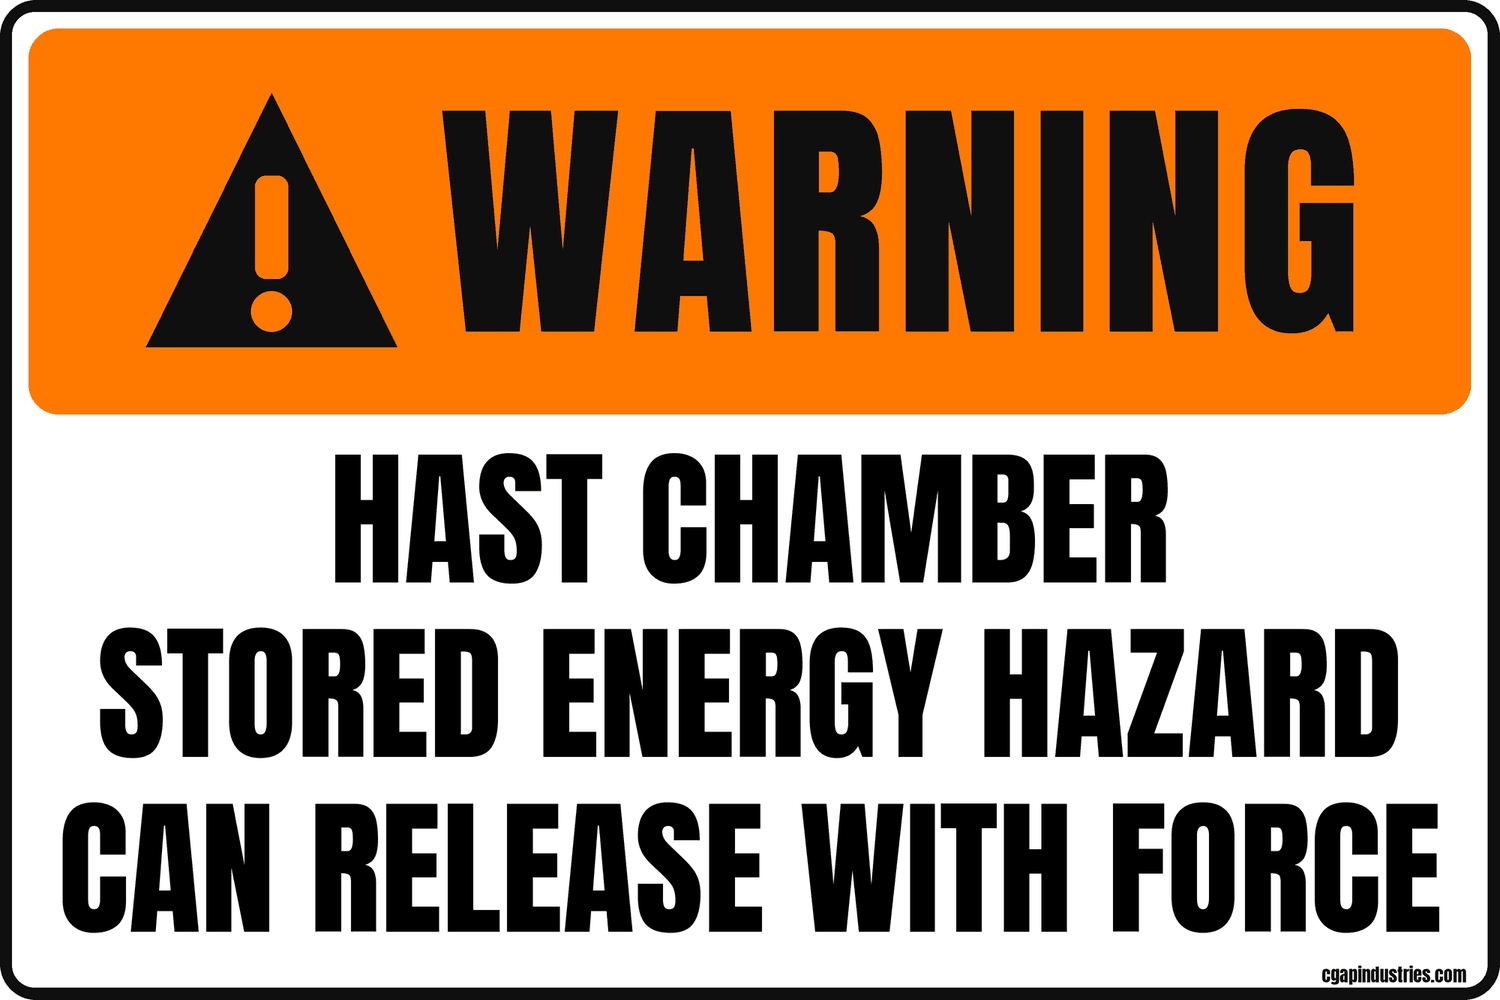 WARNING
HAST CHAMBER
STORED ENERGY HAZARD
CAN RELEASE WITH FORCE
cgapindustries.com